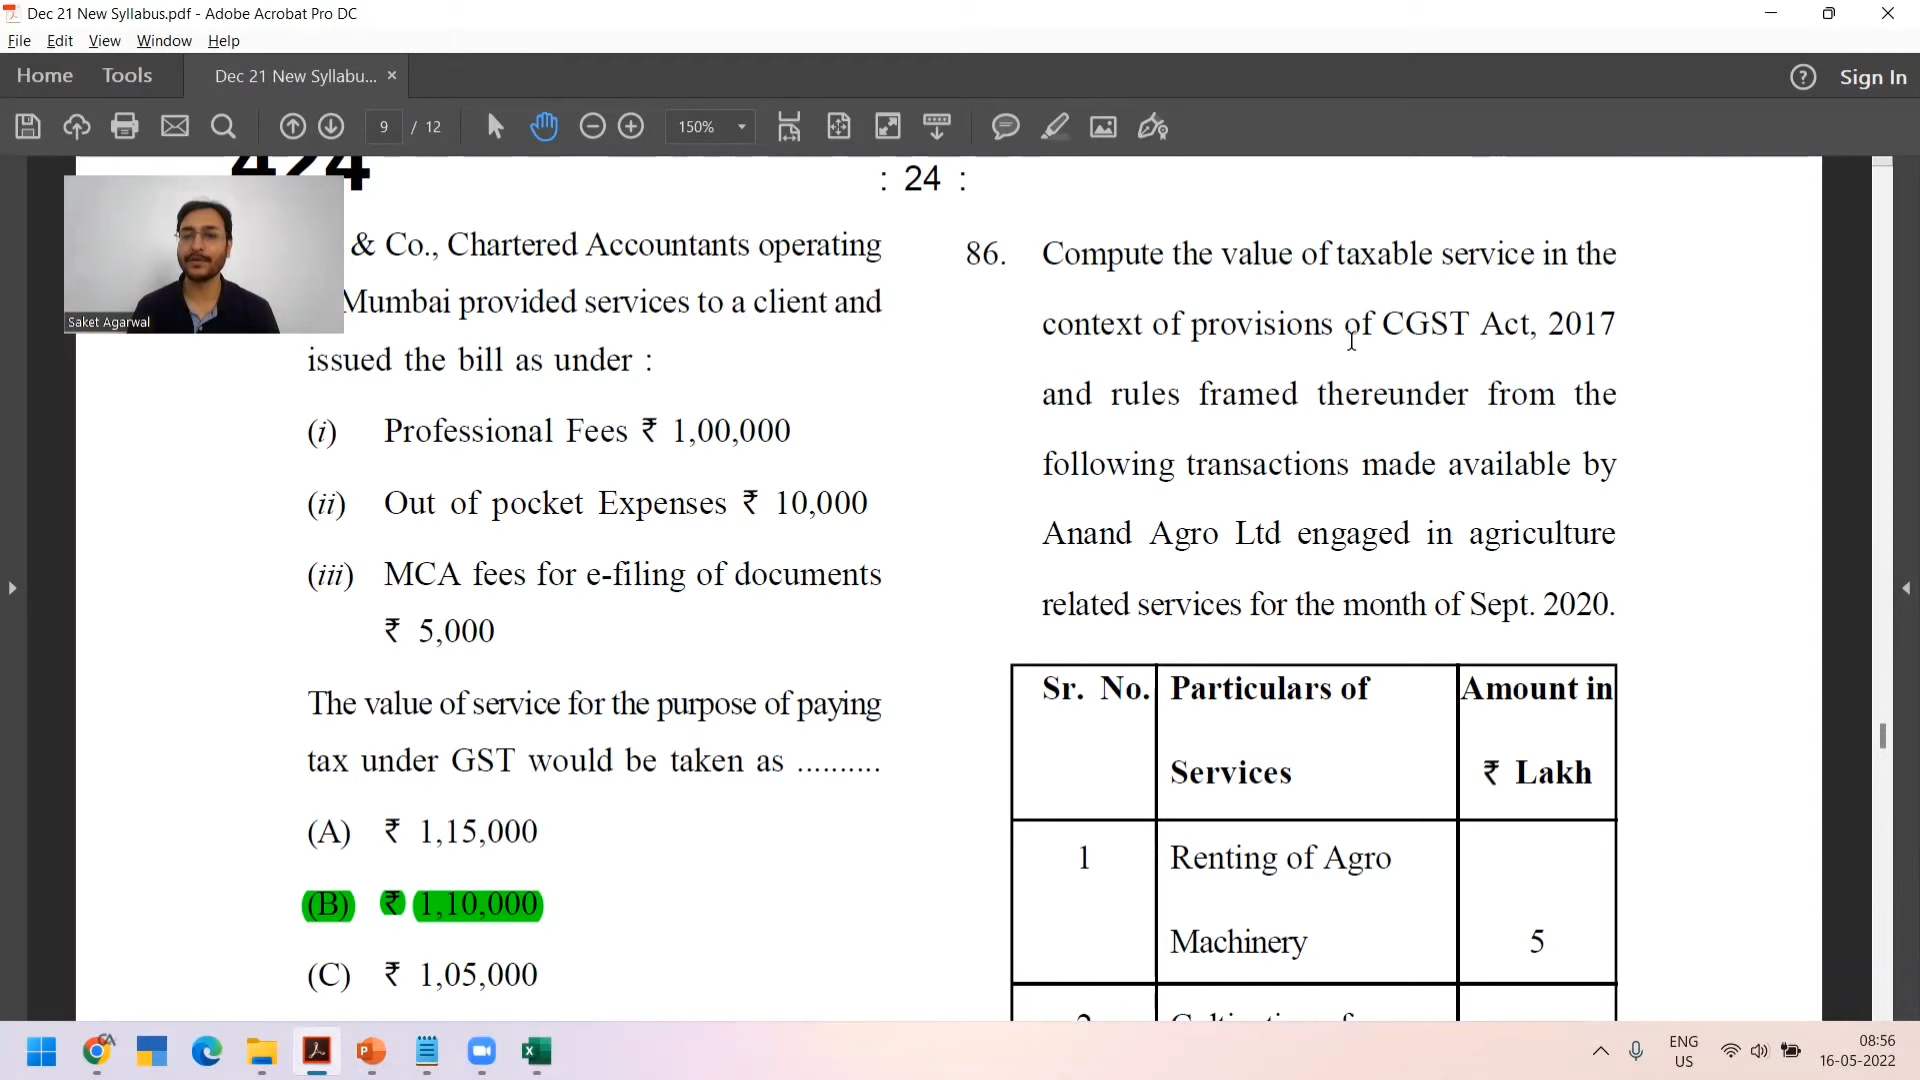 Dec 21 New Syllabus.pdf - Adobe Acrobat Pro DC
File Edit View Window Help
Home Tools Dec 21 New Syllabu... × Sign In
9 / 12 150%
424 : 24 :
Saket Agarwal
& Co., Chartered Accountants operating
Mumbai provided services to a client and
issued the bill as under :
(i) Professional Fees ₹ 1,00,000
(ii) Out of pocket Expenses ₹ 10,000
(iii) MCA fees for e-filing of documents
₹ 5,000
The value of service for the purpose of paying
tax under GST would be taken as ..........
(A) ₹ 1,15,000
(B) ₹ 1,10,000
(C) ₹ 1,05,000
86. Compute the value of taxable service in the
context of provisions of CGST Act, 2017
and rules framed thereunder from the
following transactions made available by
Anand Agro Ltd engaged in agriculture
related services for the month of Sept. 2020.
Sr. No. Particulars of Amount in
Services ₹ Lakh
1 Renting of Agro
Machinery 5
ENG
US
08:56
16-05-2022